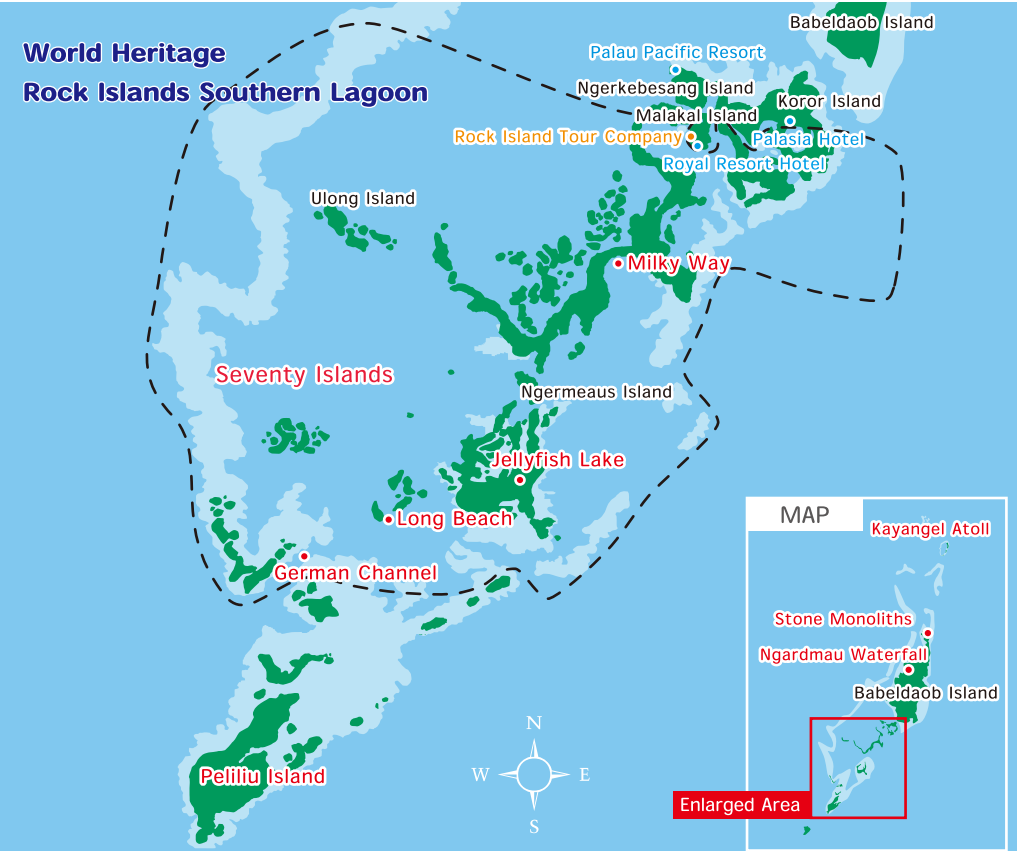 Babeldaob Island
World Heritage
Rock Islands Southern Lagoon
Palau Pacific Resort
Ngerkebesang Island
Koror Island
Malakal Island
Rock Island Tour Company
Palasia Hotel
Royal Resort Hotel
Ulong Island
Milky Way
Seventy Islands
Ngermeaus Island
Jellyfish Lake
Long Beach
German Channel
Peliliu Island
N
W
E
S
MAP
Kayangel Atoll
Stone Monoliths
Ngardmau Waterfall
Babeldaob Island
Enlarged Area